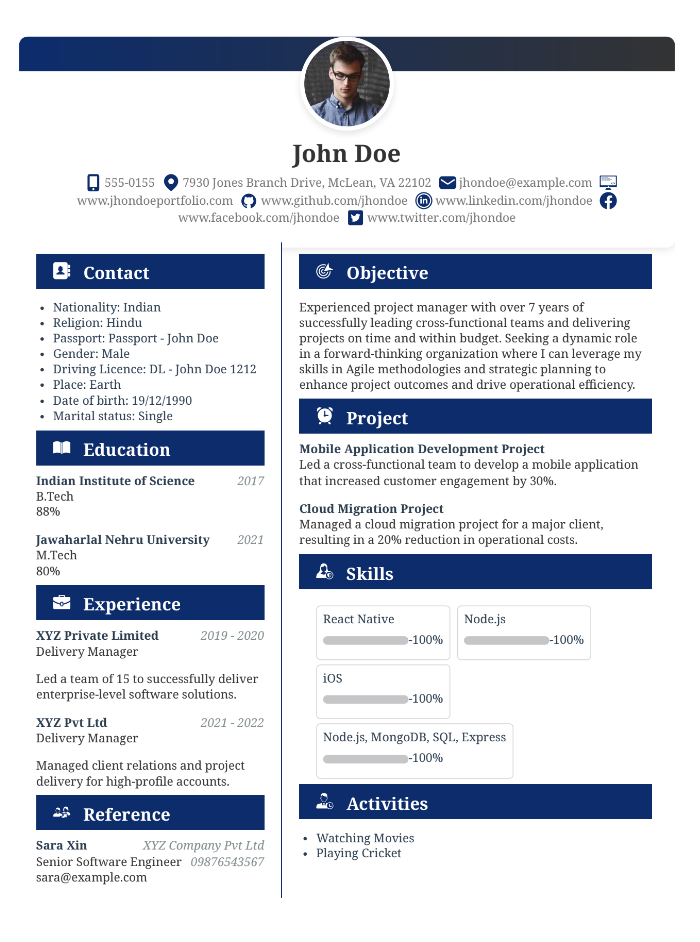 John Doe
555-0155 7930 Jones Branch Drive, McLean, VA 22102 jhondoe@example.com
www.jhondoeportfolio.com www.github.com/jhondoe www.linkedin.com/jhondoe
www.facebook.com/jhondoe www.twitter.com/jhondoe
Contact
• Nationality: Indian
• Religion: Hindu
• Passport: Passport - John Doe
• Gender: Male
• Driving Licence: DL - John Doe 1212
• Place: Earth
• Date of birth: 19/12/1990
• Marital status: Single
Education
Indian Institute of Science 2017
B.Tech
88%
Jawaharlal Nehru University 2021
M.Tech
80%
Experience
XYZ Private Limited 2019 - 2020
Delivery Manager
Led a team of 15 to successfully deliver
enterprise-level software solutions.
XYZ Pvt Ltd 2021 - 2022
Delivery Manager
Managed client relations and project
delivery for high-profile accounts.
Reference
Sara Xin XYZ Company Pvt Ltd
Senior Software Engineer 09876543567
sara@example.com
Objective
Experienced project manager with over 7 years of
successfully leading cross-functional teams and delivering
projects on time and within budget. Seeking a dynamic role
in a forward-thinking organization where I can leverage my
skills in Agile methodologies and strategic planning to
enhance project outcomes and drive operational efficiency.
Project
Mobile Application Development Project
Led a cross-functional team to develop a mobile application
that increased customer engagement by 30%.
Cloud Migration Project
Managed a cloud migration project for a major client,
resulting in a 20% reduction in operational costs.
Skills
React Native
-100%
Node.js
-100%
iOS
-100%
Node.js, MongoDB, SQL, Express
-100%
Activities
• Watching Movies
• Playing Cricket